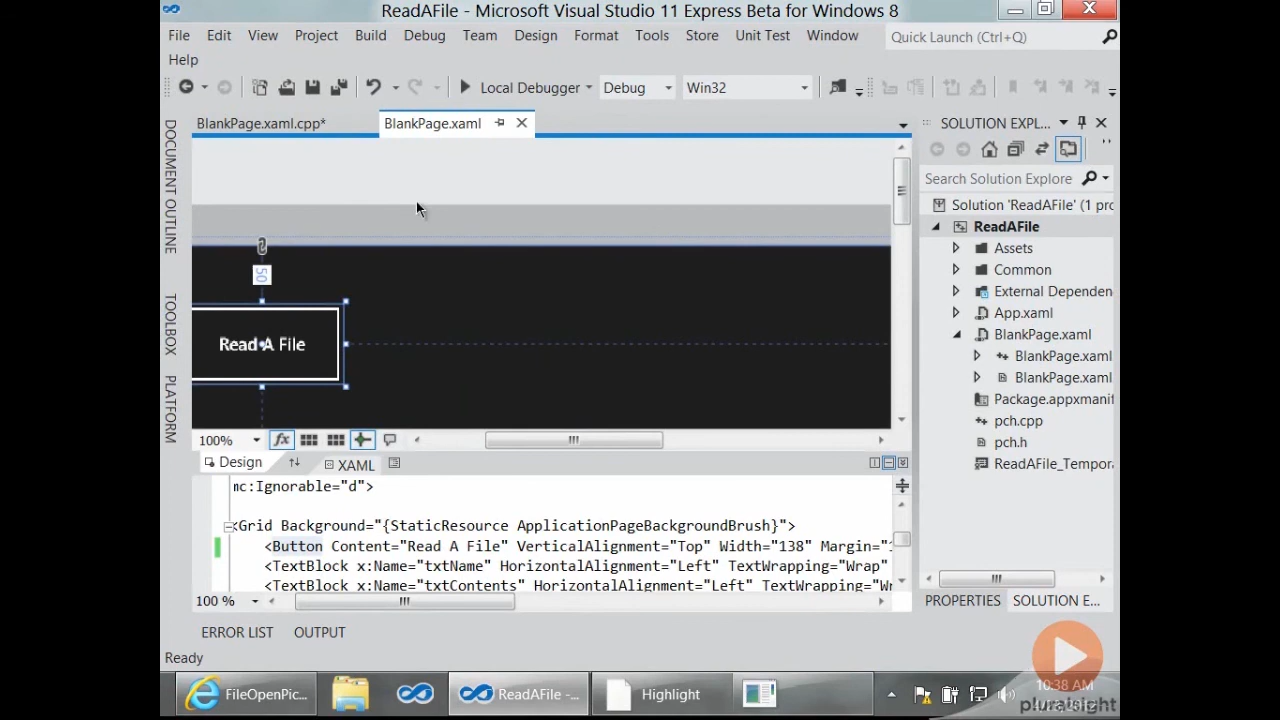 ReadAFile - Microsoft Visual Studio 11 Express Beta for Windows 8
File Edit View Project Build Debug Team Design Format Tools Store Unit Test Window Quick Launch (Ctrl+Q)
Help
Local Debugger Debug Win32
BlankPage.xaml.cpp* BlankPage.xaml
DOCUMENT OUTLINE
TOOLBOX
PLATFORM
50
Read A File
100%
Design XAML
mc:Ignorable="d">
<Grid Background="{StaticResource ApplicationPageBackgroundBrush}">
<Button Content="Read A File" VerticalAlignment="Top" Width="138" Margin="
<TextBlock x:Name="txtName" HorizontalAlignment="Left" TextWrapping="Wrap"
<TextBlock x:Name="txtContents" HorizontalAlignment="Left" TextWrapping="Wr
100 %
SOLUTION EXPL...
Search Solution Explore
Solution 'ReadAFile' (1 pro
ReadAFile
Assets
Common
External Dependen
App.xaml
BlankPage.xaml
BlankPage.xaml
BlankPage.xaml
Package.appxmanif
pch.cpp
pch.h
ReadAFile_Tempora
PROPERTIES SOLUTION E...
ERROR LIST OUTPUT
Ready
FileOpenPic... ReadAFile -... Highlight
10:38 AM
pluralsight